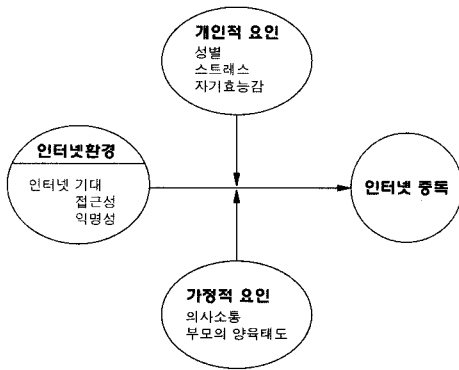 개인적 요인
성별
스트레스
자기효능감
인터넷환경
인터넷 기대
접근성
익명성
인터넷 중독
가정적 요인
의사소통
부모의 양육태도